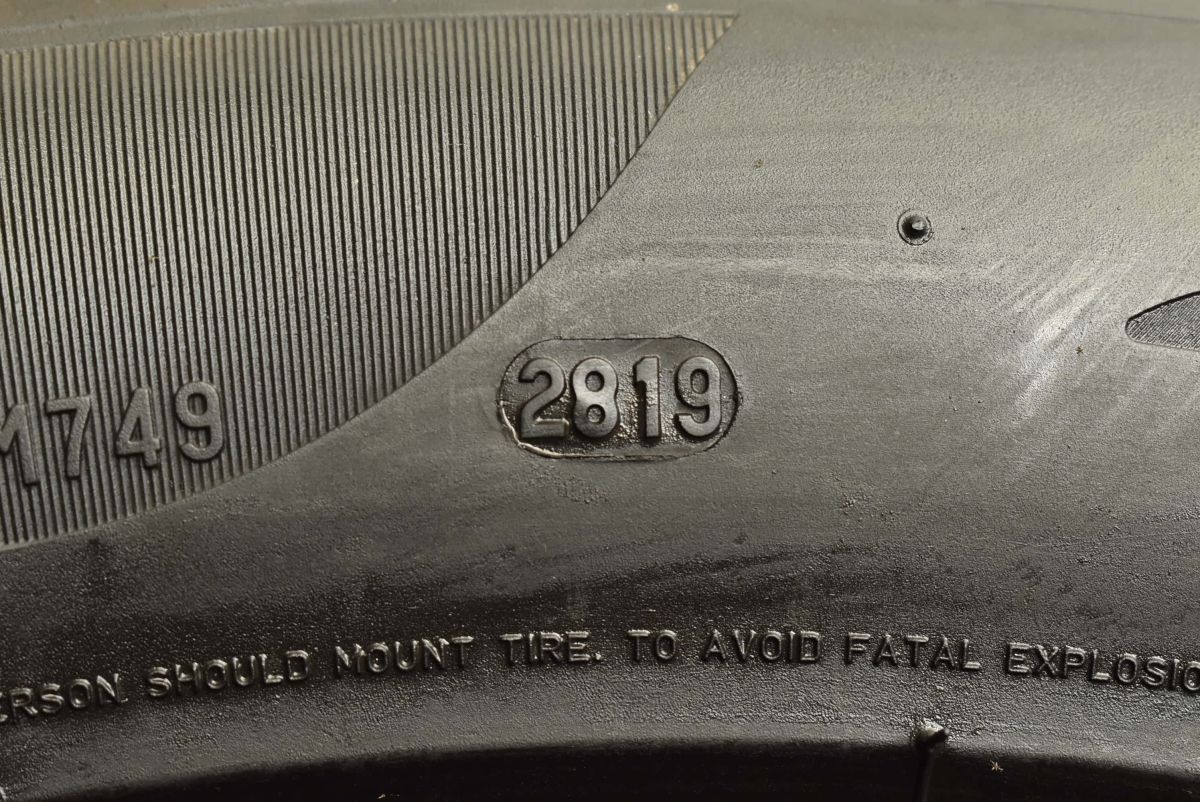 M749
2819
SHOULD MOUNT TIRE. TO AVOID FATAL